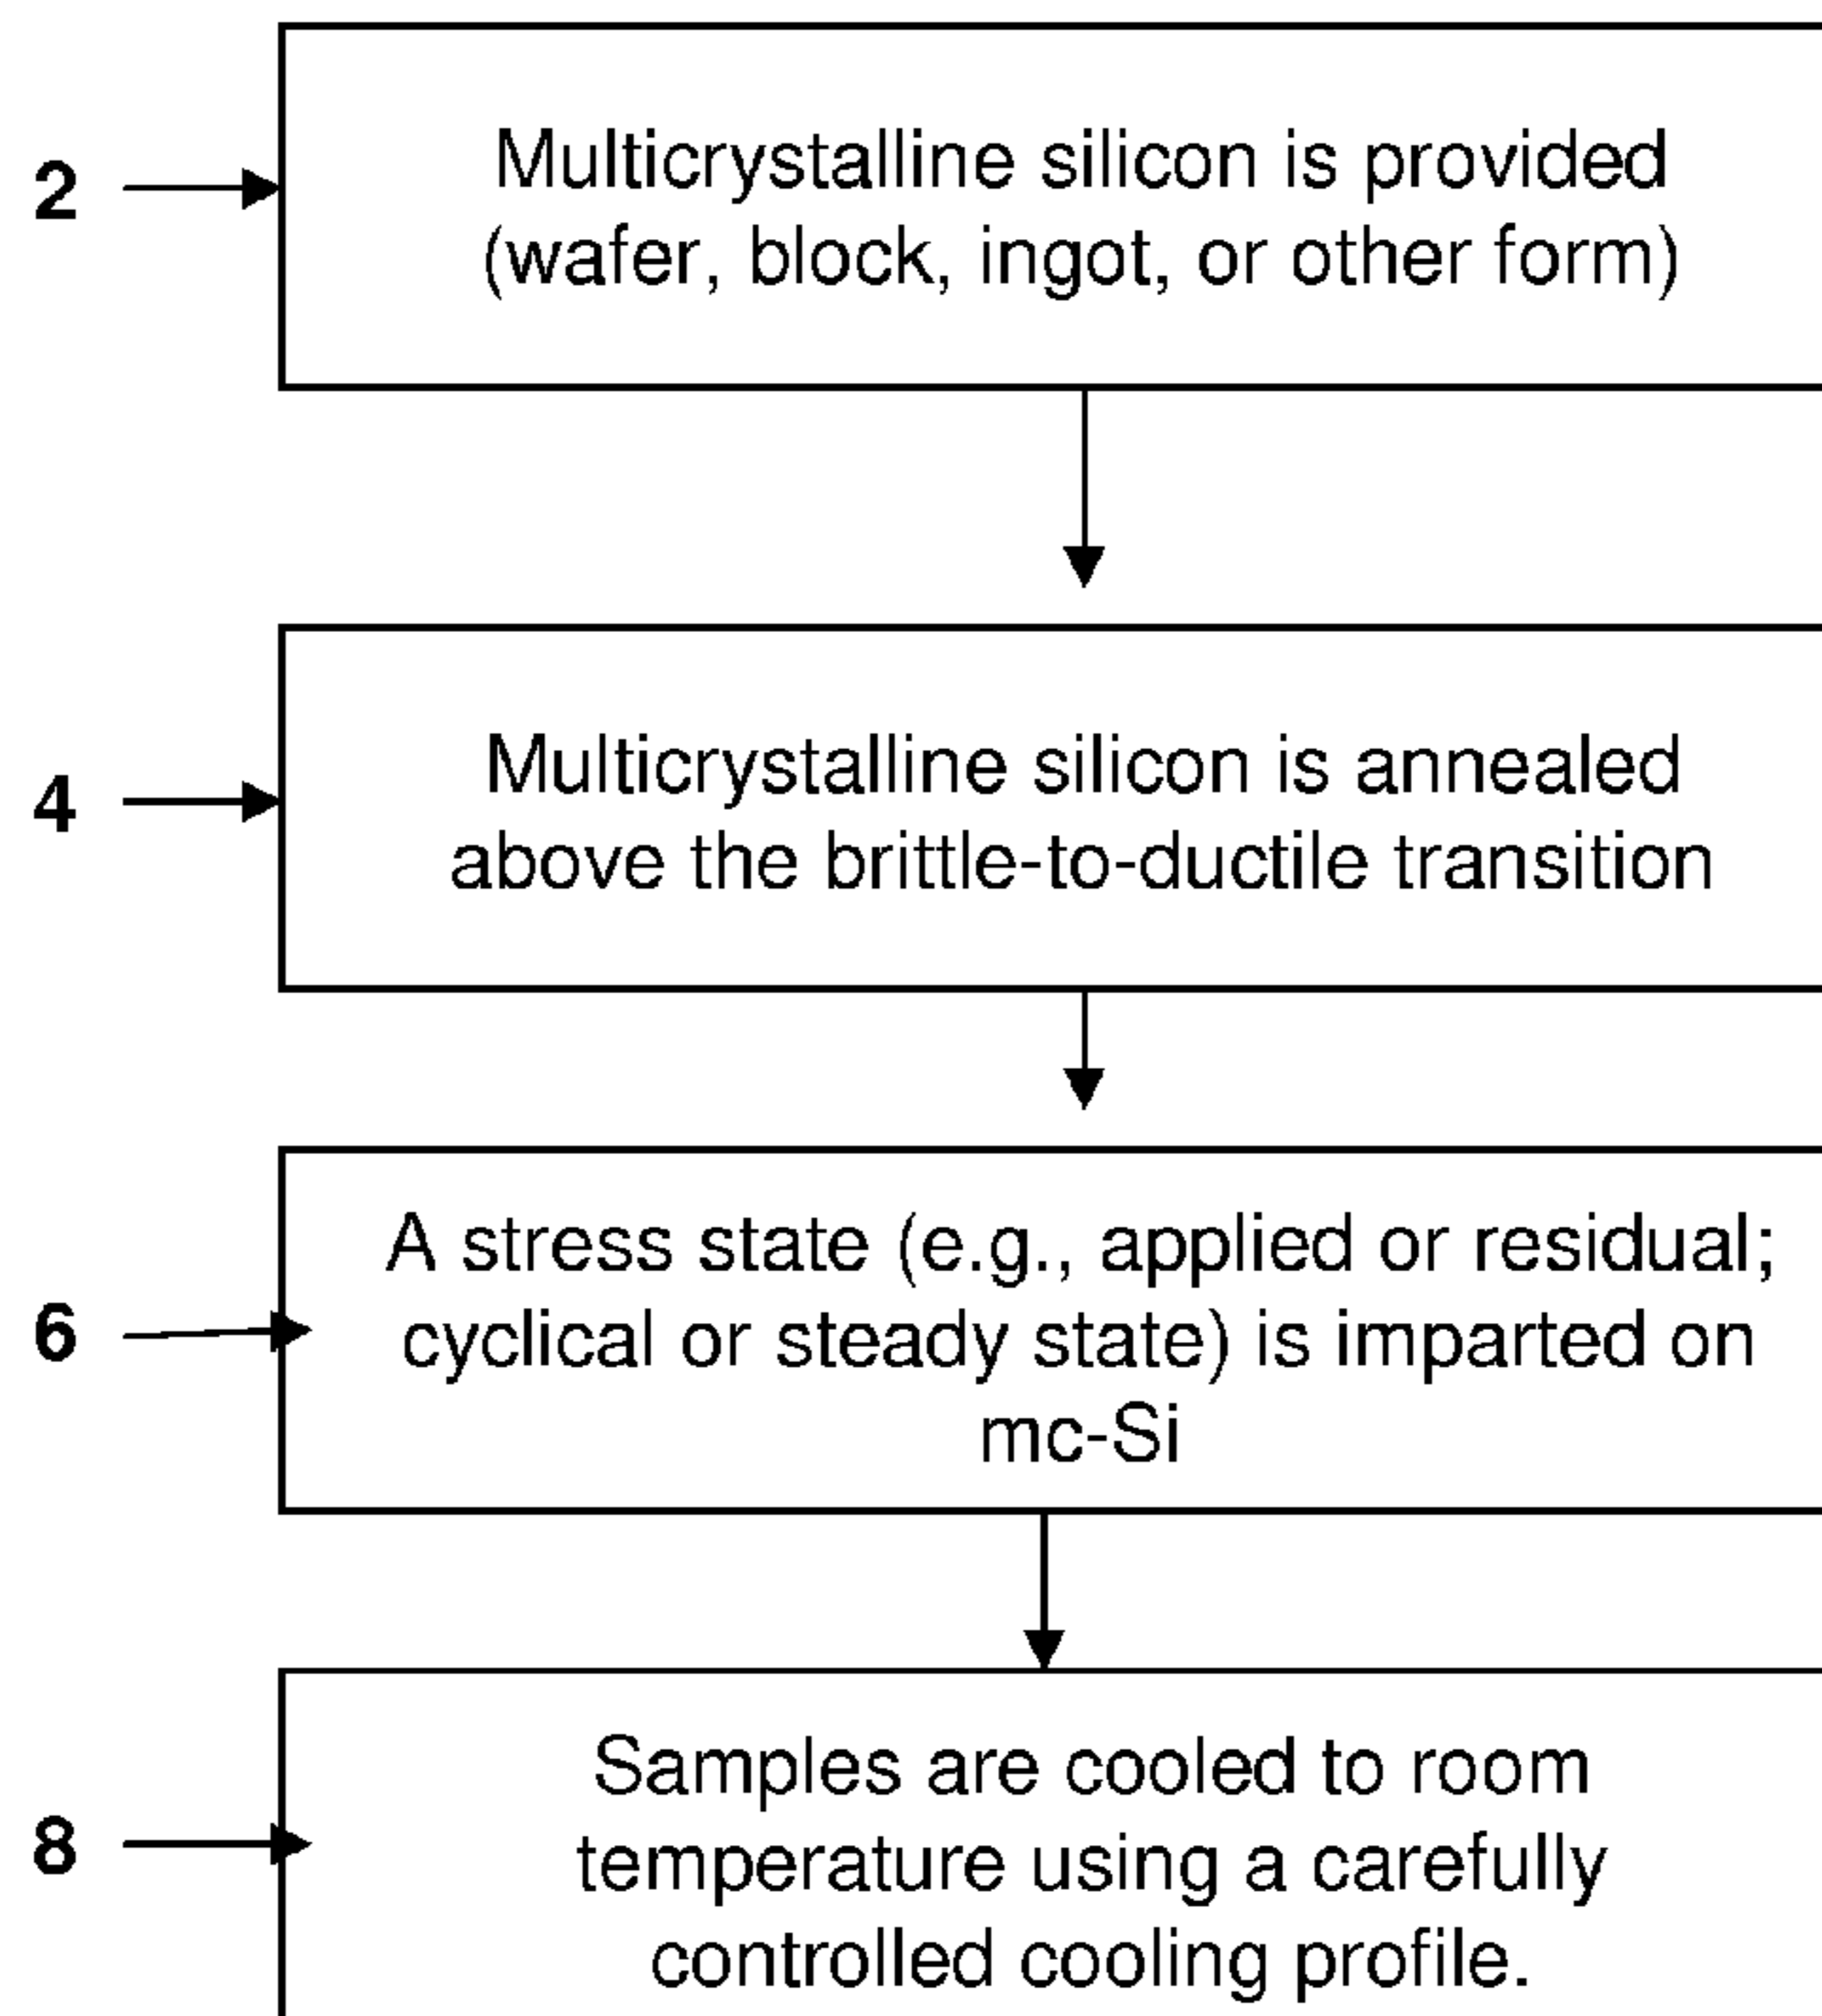 2
Multicrystalline silicon is provided
(wafer, block, ingot, or other form)
4
Multicrystalline silicon is annealed
above the brittle-to-ductile transition
6
A stress state (e.g., applied or residual;
cyclical or steady state) is imparted on
mc-Si
8
Samples are cooled to room
temperature using a carefully
controlled cooling profile.